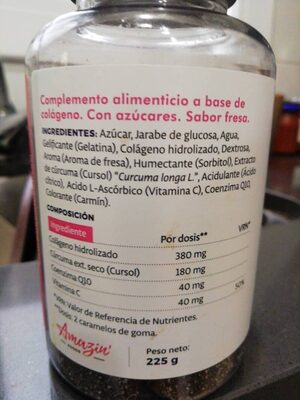 Complemento alimenticio a base de
colágeno. Con azúcares. Sabor fresa.
INGREDIENTES: Azúcar, Jarabe de glucosa, Agua,
Gelificante (Gelatina), Colágeno hidrolizado, Dextrosa,
Aroma (Aroma de fresa), Humectante (Sorbitol), Extracto
de cúrcuma (Cursol) "Curcuma longa L.", Acidulante (Ácido
cítrico), Acido L-Ascórbico (Vitamina C), Coenzima Q10,
Colorante (Carmín).
COMPOSICIÓN
Ingrediente Por dosis** VRN*
Colágeno hidrolizado 380 mg
Cúrcuma ext. seco (Cursol) 180 mg
Coenzima Q10 40 mg
Vitamina C 40 mg 50%
*VRN: Valor de Referencia de Nutrientes.
**Dosis: 2 caramelos de goma.
Amazin'
Peso neto:
225 g